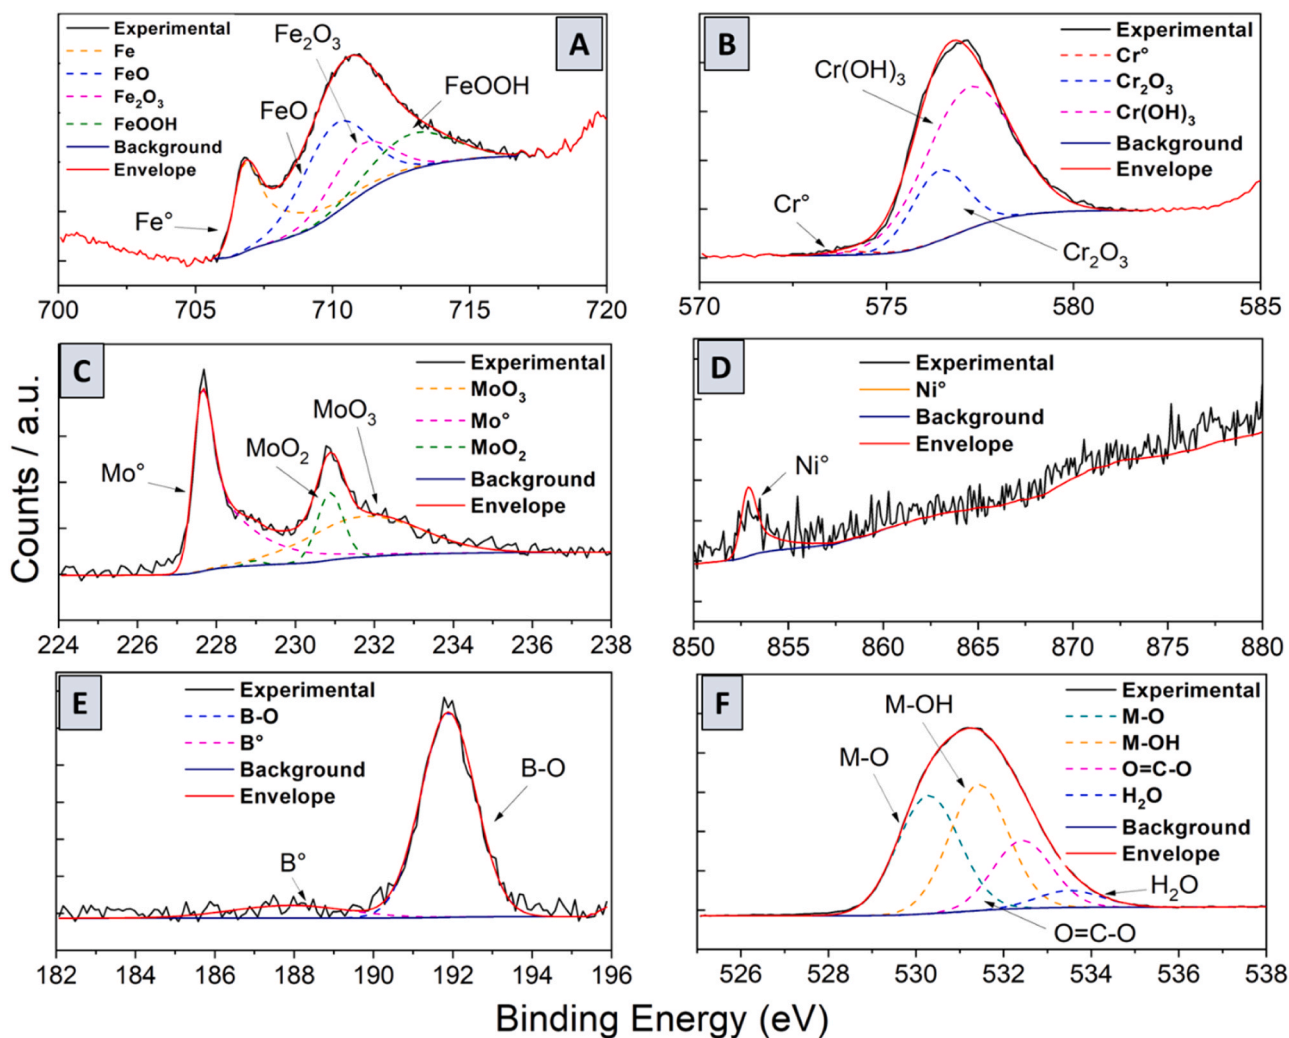 Experimental
Fe
FeO
Fe₂O₃
FeOOH
Background
Envelope
Fe₂O₃
A
FeO
FeOOH
Fe°
700 705 710 715 720
B
Experimental
Cr°
Cr₂O₃
Cr(OH)₃
Background
Envelope
Cr(OH)₃
Cr°
Cr₂O₃
570 575 580 585
Counts / a.u.
C
Experimental
MoO₃
Mo°
MoO₂
Background
Envelope
MoO₃
MoO₂
Mo°
224 226 228 230 232 234 236 238
D
Experimental
Ni°
Background
Envelope
Ni°
850 855 860 865 870 875 880
E
Experimental
B-O
B°
Background
Envelope
B-O
B°
182 184 186 188 190 192 194 196
F
Experimental
M-O
M-OH
O=C-O
H₂O
Background
Envelope
M-OH
M-O
H₂O
O=C-O
526 528 530 532 534 536 538
Binding Energy (eV)